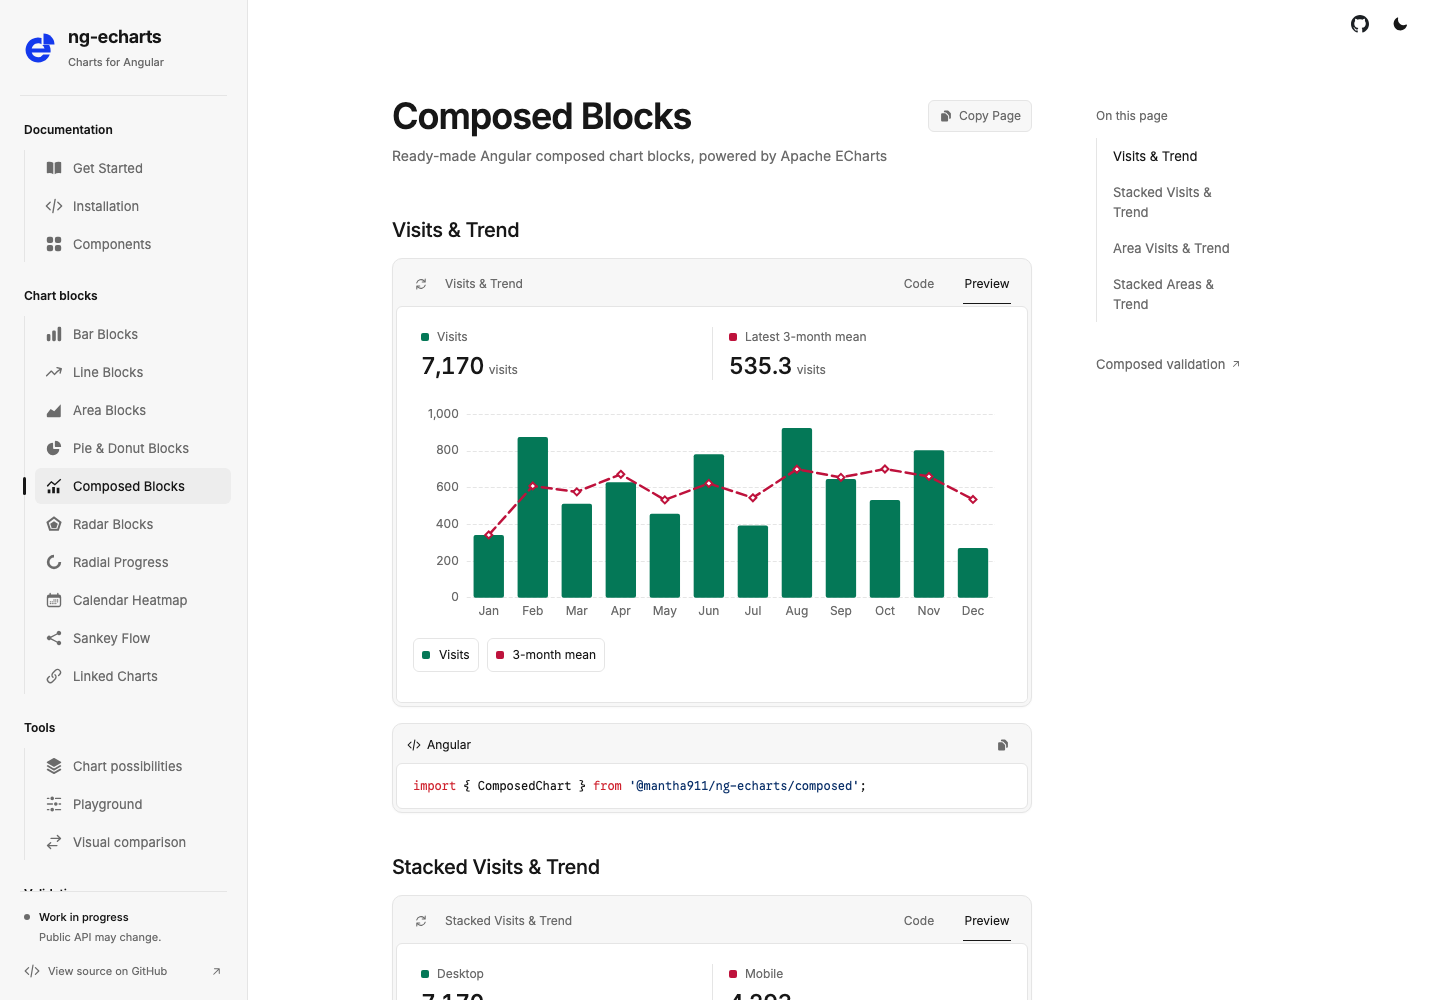 ng-echarts
Charts for Angular
Documentation
Get Started
Installation
Components
Chart blocks
Bar Blocks
Line Blocks
Area Blocks
Pie & Donut Blocks
Composed Blocks
Radar Blocks
Radial Progress
Calendar Heatmap
Sankey Flow
Linked Charts
Tools
Chart possibilities
Playground
Visual comparison
Work in progress
Public API may change.
View source on GitHub
Composed Blocks
Copy Page
Ready-made Angular composed chart blocks, powered by Apache ECharts
Visits & Trend
Visits & Trend
Code
Preview
Visits
7,170 visits
Latest 3-month mean
535.3 visits
1,000
800
600
400
200
0
Jan Feb Mar Apr May Jun Jul Aug Sep Oct Nov Dec
Visits
3-month mean
Angular
import { ComposedChart } from '@mantha911/ng-echarts/composed';
Stacked Visits & Trend
Stacked Visits & Trend
Code
Preview
Desktop
7,170
Mobile
4,203
On this page
Visits & Trend
Stacked Visits &
Trend
Area Visits & Trend
Stacked Areas &
Trend
Composed validation